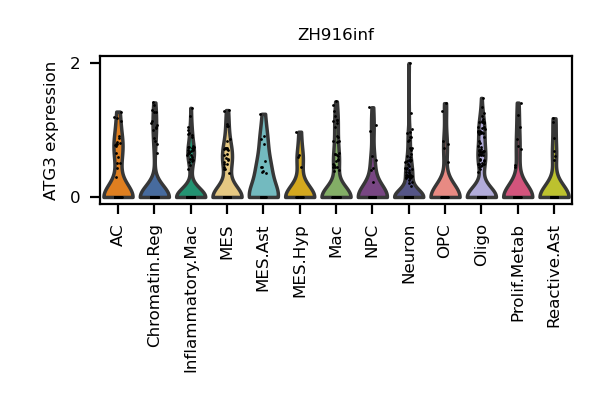 ZH916inf
ATG3 expression
2
0
AC
Chromatin.Reg
Inflammatory.Mac
MES
MES.Ast
MES.Hyp
Mac
NPC
Neuron
OPC
Oligo
Prolif.Metab
Reactive.Ast